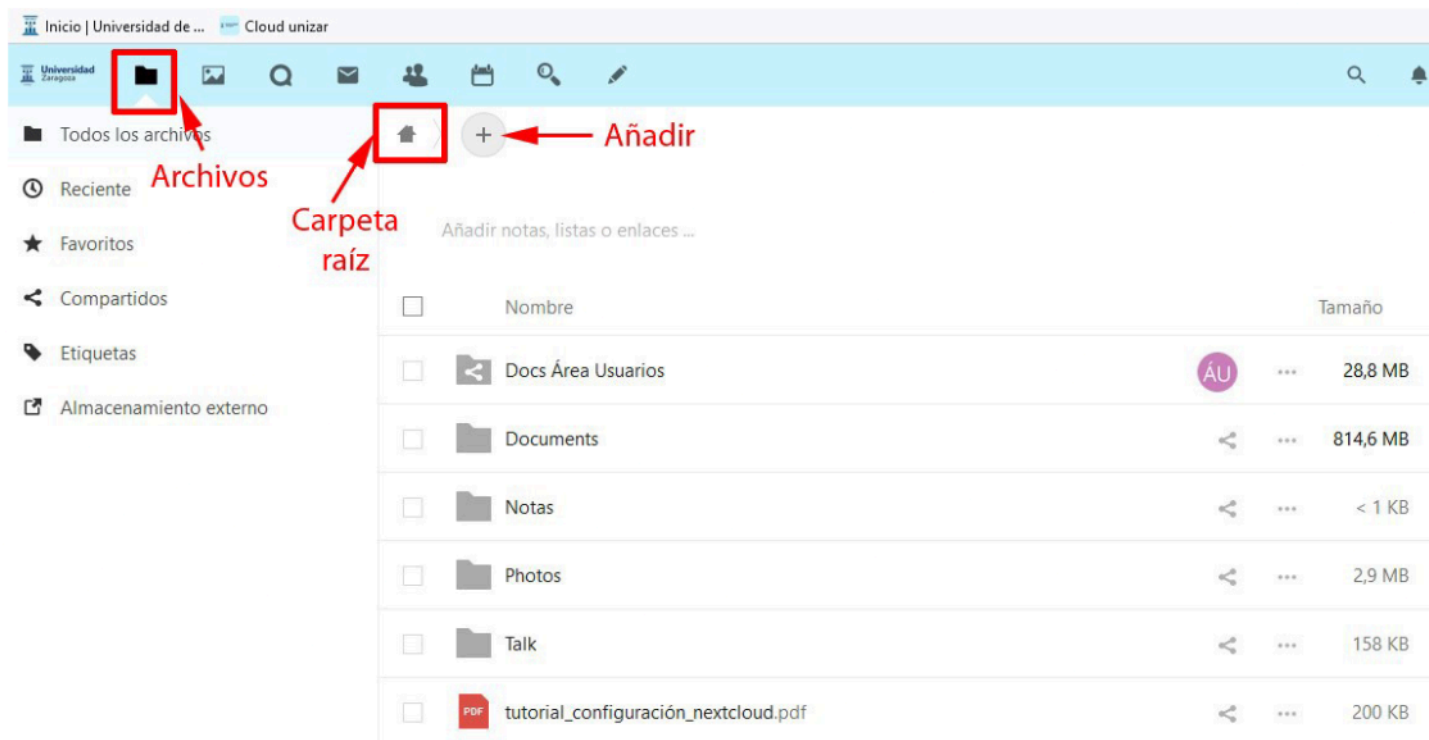 Inicio | Universidad de ... Cloud unizar
Universidad
Zaragoza
Todos los archivos
Añadir
Reciente
Archivos
Carpeta
raíz
Añadir notas, listas o enlaces ...
Favoritos
Compartidos
Nombre Tamaño
Etiquetas
Docs Área Usuarios ÁU ... 28,8 MB
Almacenamiento externo
Documents ... 814,6 MB
Notas ... < 1 KB
Photos ... 2,9 MB
Talk ... 158 KB
PDF tutorial_configuración_nextcloud.pdf ... 200 KB